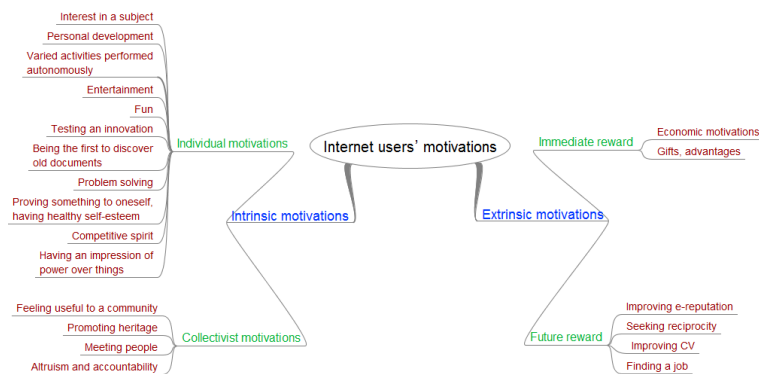 Internet users’ motivations
Intrinsic motivations
Individual motivations
Interest in a subject
Personal development
Varied activities performed
autonomously
Entertainment
Fun
Testing an innovation
Being the first to discover
old documents
Problem solving
Proving something to oneself,
having healthy self-esteem
Competitive spirit
Having an impression of
power over things
Collectivist motivations
Feeling useful to a community
Promoting heritage
Meeting people
Altruism and accountability
Extrinsic motivations
Immediate reward
Economic motivations
Gifts, advantages
Future reward
Improving e-reputation
Seeking reciprocity
Improving CV
Finding a job